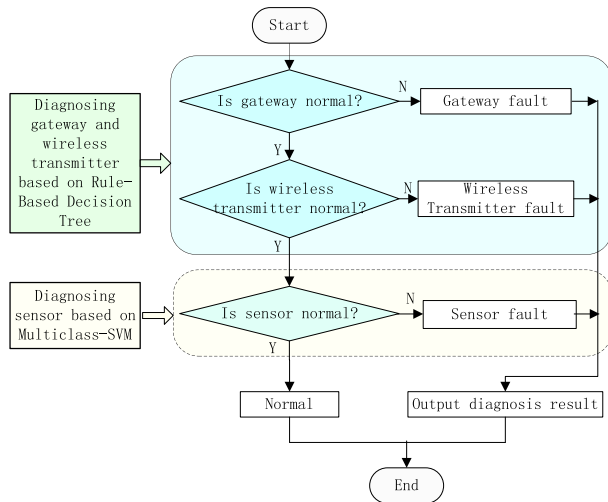 Start
Is gateway normal?
N
Gateway fault
Diagnosing
gateway and
wireless
transmitter
based on Rule-
Based Decision
Tree
Y
Is wireless
transmitter normal?
N
Wireless
Transmitter fault
Y
Diagnosing
sensor based on
Multiclass-SVM
Is sensor normal?
N
Sensor fault
Y
Normal
Output diagnosis result
End